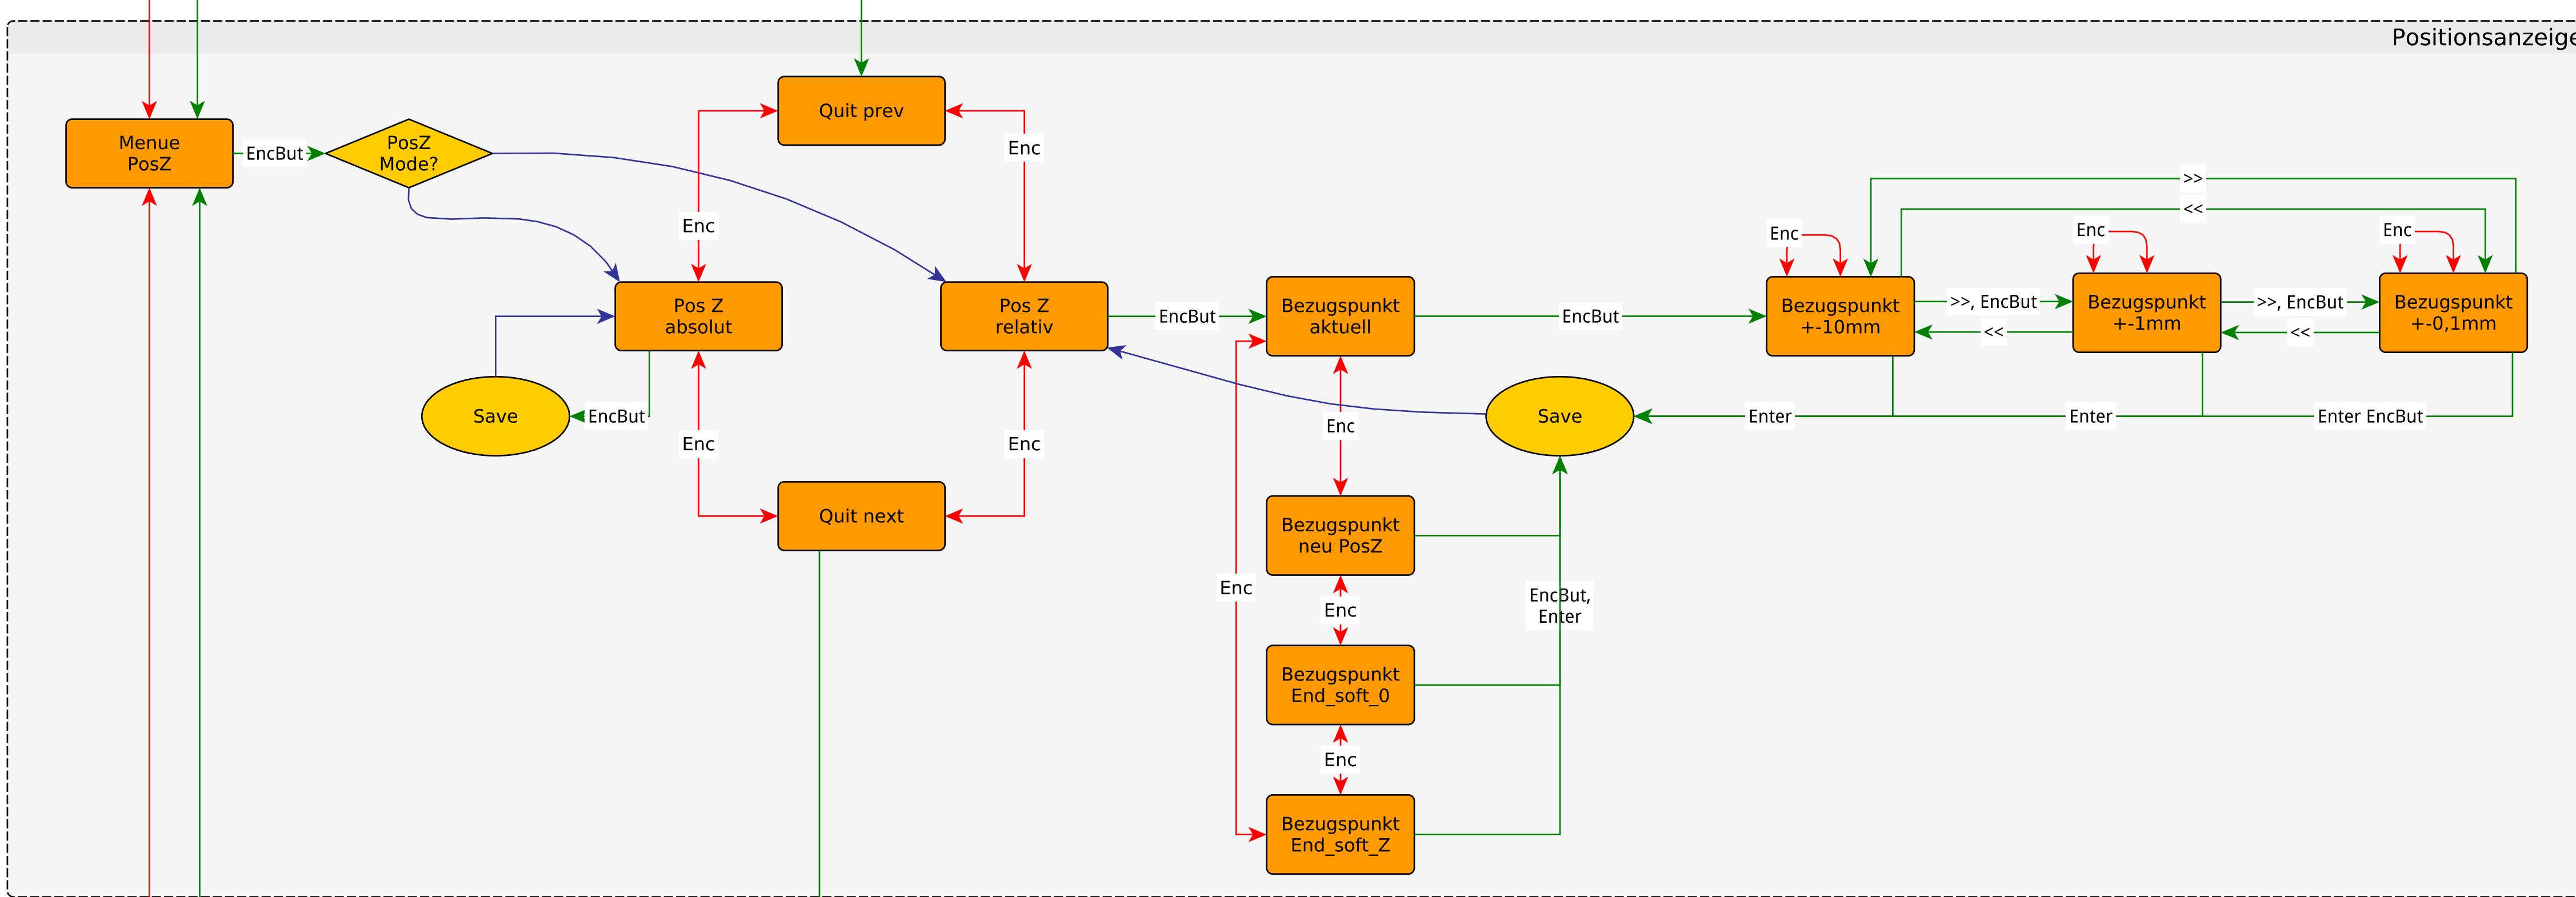 Positionsanzeige
Quit prev
Menue
PosZ
EncBut
PosZ
Mode?
Enc
Enc
>>
<<
Enc
Enc
Enc
Pos Z
absolut
Pos Z
relativ
EncBut
Bezugspunkt
aktuell
EncBut
Bezugspunkt
+-10mm
>>, EncBut
<<
Bezugspunkt
+-1mm
>>, EncBut
<<
Bezugspunkt
+-0,1mm
Save
EncBut
Enc
Enc
Enc
Save
Enter
Enter
Enter EncBut
Quit next
Bezugspunkt
neu PosZ
Enc
Enc
EncBut,
Enter
Bezugspunkt
End_soft_0
Enc
Bezugspunkt
End_soft_Z